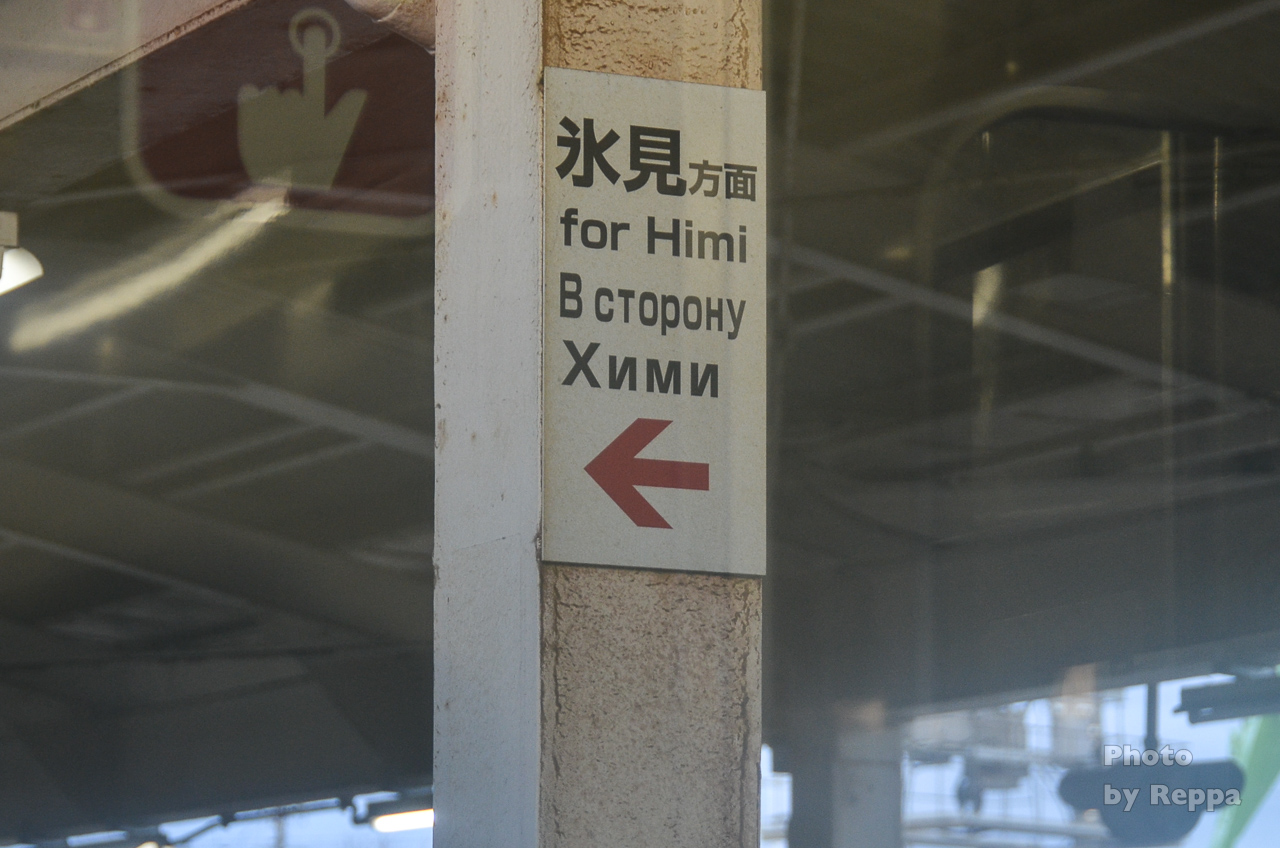 氷見方面
for Himi
В сторону
Хими
Photo
by Reppa